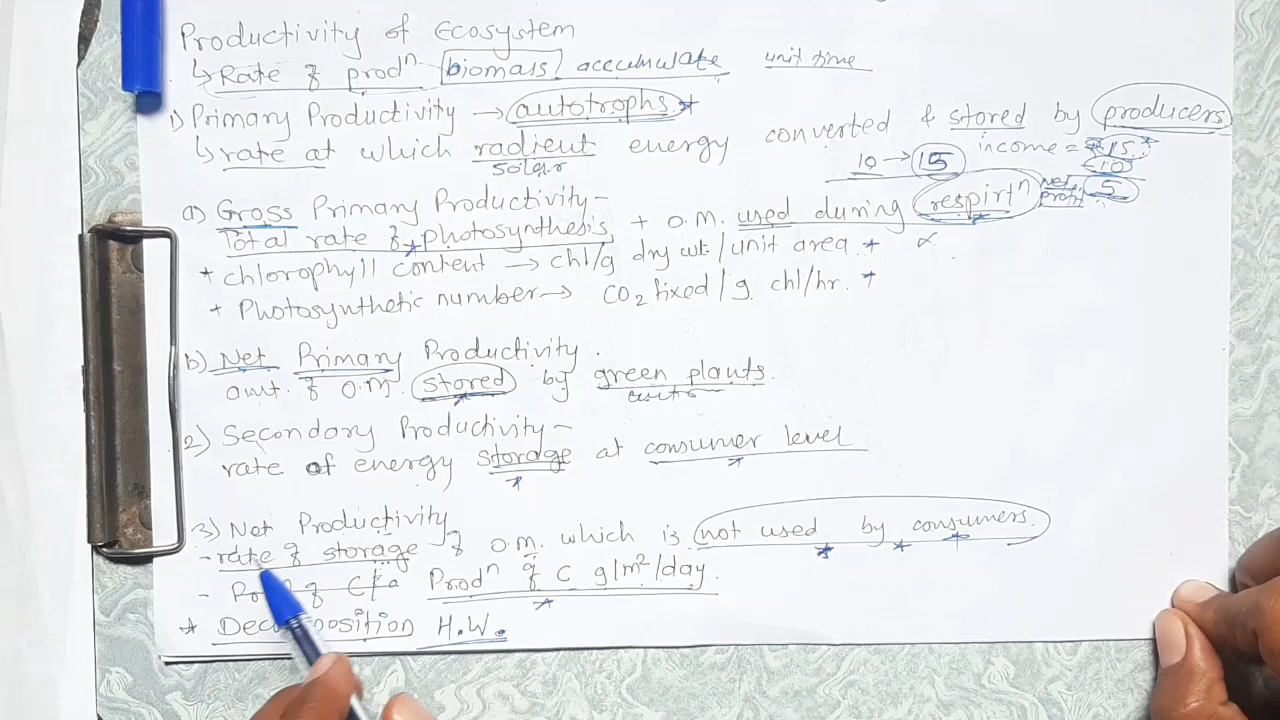 Productivity of Ecosystem
↳ Rate of prodⁿ biomass accumulate unit time
1) Primary Productivity → autotrophs *
↳ rate at which radient energy converted & stored by producers
solar
10 → 15 income = 15
- 10
net profit 5
a) Gross Primary Productivity -
Total rate of photosynthesis + O.M. used during respirtⁿ
* chlorophyll content → chl/g dry wt/unit area *
* Photosynthetic number → CO₂ fixed/g chl/hr. *
b) Net Primary Productivity.
amt. of O.M. stored by green plants.
2) Secondary Productivity -
rate of energy storage at consumer level
3) Net Productivity
- rate of storage of O.M. which is not used by consumers.
- Prodⁿ of C g/m²/day.
* Decomposition H.W.